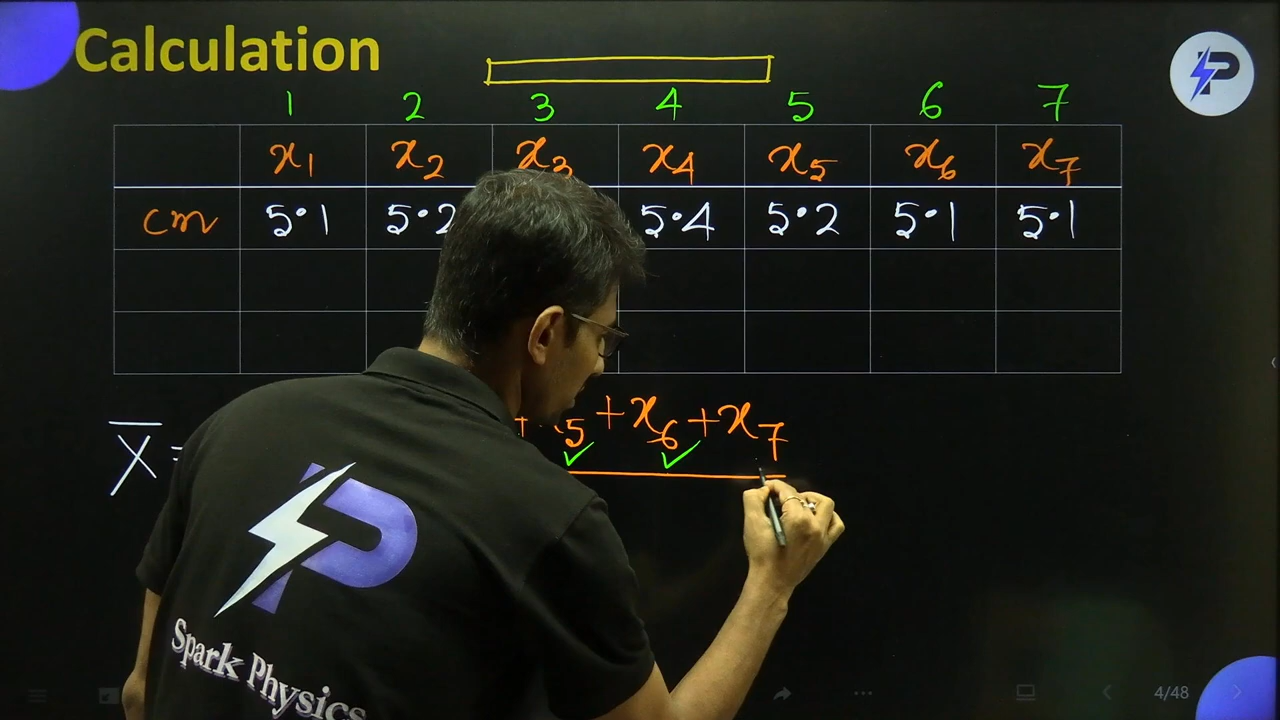 Calculation
P
1 2 3 4 5 6 7
x₁ x₂ x₃ x₄ x₅ x₆ x₇
cm 5.1 5.2 5.4 5.2 5.1 5.1
+ x₅ + x₆ + x₇
X̅ =
P
Spark Physics
4/48